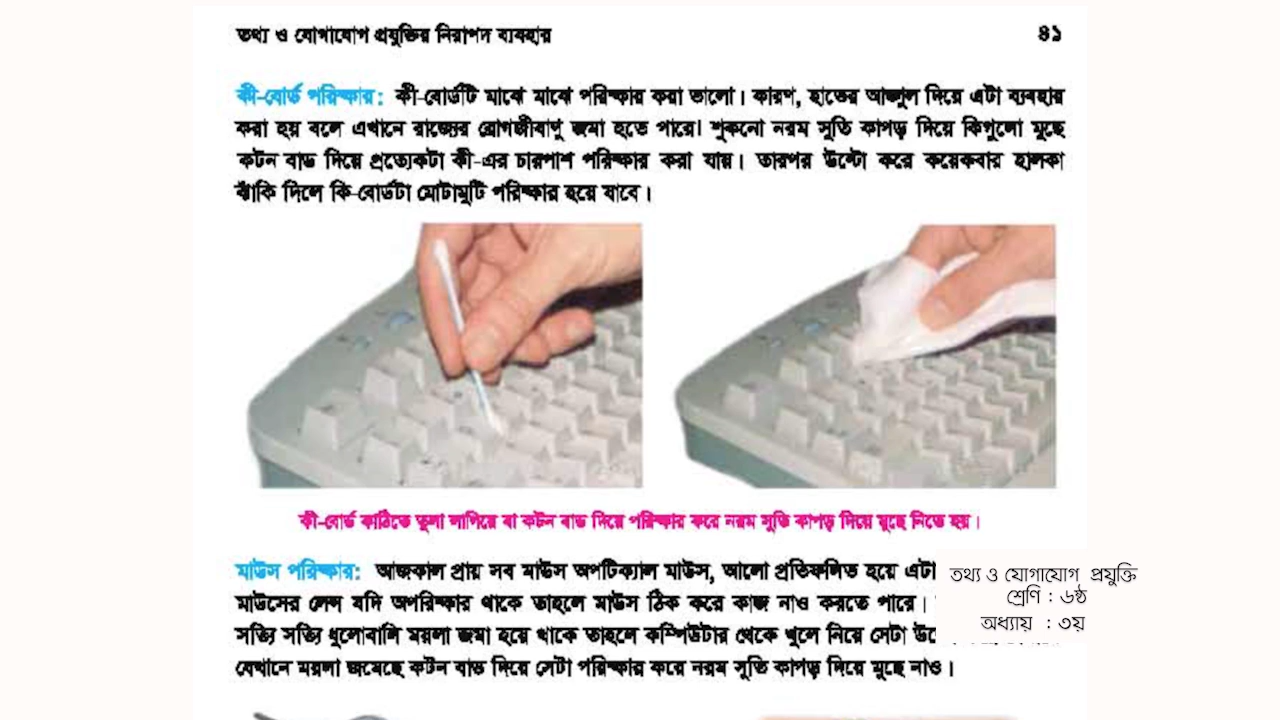 তথ্য ও যোগাযোগ প্রযুক্তির নিরাপদ ব্যবহার
৪১
কী-বোর্ড পরিষ্কার: কী-বোর্ডটি মাঝে মাঝে পরিষ্কার করা ভালো। কারণ, হাতের আঙ্গুল দিয়ে এটা ব্যবহার
করা হয় বলে এখানে রাজ্যের রোগজীবাণু জমা হতে পারে। শুকনো নরম সুতি কাপড় দিয়ে কিগুলো মুছে
কটন বাড দিয়ে প্রত্যেকটা কী-এর চারপাশ পরিষ্কার করা যায়। তারপর উল্টো করে কয়েকবার হালকা
ঝাঁকি দিলে কি-বোর্ডটা মোটামুটি পরিষ্কার হয়ে যাবে।
কী-বোর্ড কাঠিতে তুলা লাগিয়ে বা কটন বাড দিয়ে পরিষ্কার করে নরম সুতি কাপড় দিয়ে মুছে নিতে হয়।
মাউস পরিষ্কার: আজকাল প্রায় সব মাউস অপটিক্যাল মাউস, আলো প্রতিফলিত হয়ে এটা
মাউসের লেন্স যদি অপরিষ্কার থাকে তাহলে মাউস ঠিক করে কাজ নাও করতে পারে।
সত্যি সত্যি ধুলোবালি ময়লা জমা হয়ে থাকে তাহলে কম্পিউটার থেকে খুলে নিয়ে সেটা
যেখানে ময়লা জমেছে কটন বাড দিয়ে সেটা পরিষ্কার করে নরম সুতি কাপড় দিয়ে মুছে নাও।
তথ্য ও যোগাযোগ প্রযুক্তি
শ্রেণি : ৬ষ্ঠ
অধ্যায় : ৩য়